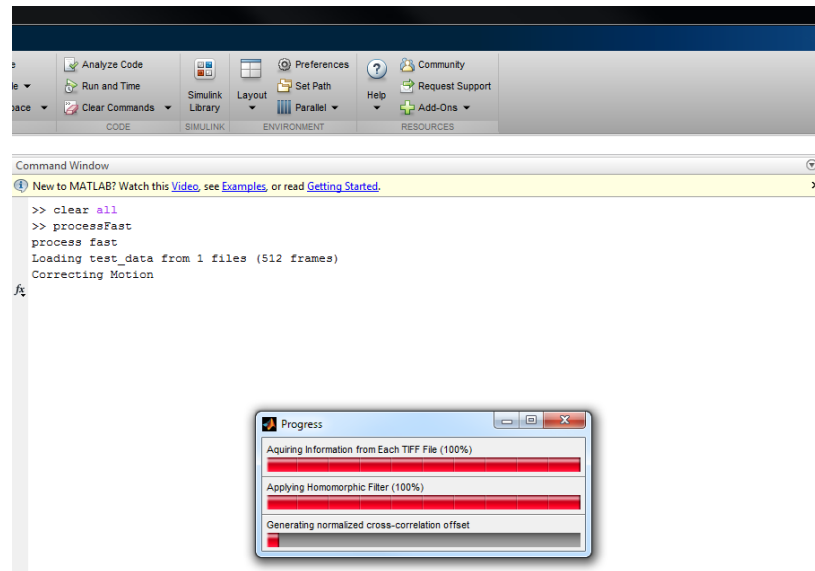 e
Analyze Code
Preferences
Community
Run and Time
Set Path
Request Support
le
Simulink Library
Layout
Help
pace
Clear Commands
Parallel
Add-Ons
CODE
SIMULINK
ENVIRONMENT
RESOURCES
Command Window
New to MATLAB? Watch this Video, see Examples, or read Getting Started.
>> clear all
>> processFast
process fast
Loading test_data from 1 files (512 frames)
Correcting Motion
fx
Progress
Aquiring Information from Each TIFF File (100%)
Applying Homomorphic Filter (100%)
Generating normalized cross-correlation offset